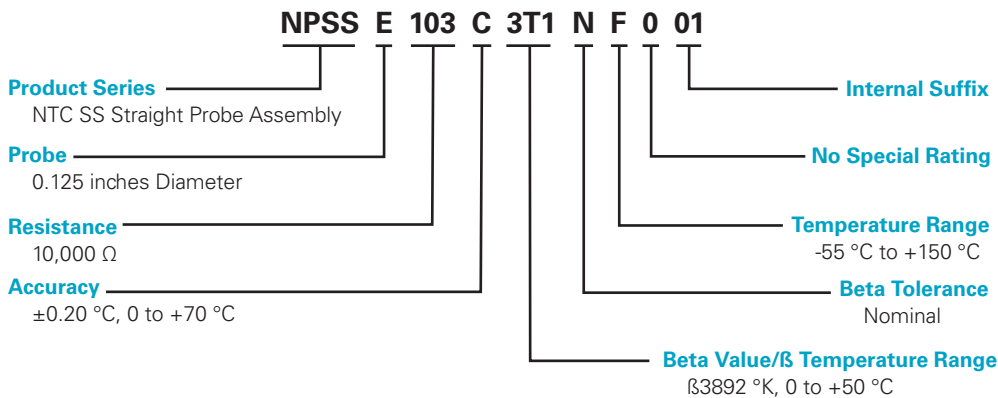 NPSS E 103 C 3T1 N F 0 01
Product Series
NTC SS Straight Probe Assembly
Probe
0.125 inches Diameter
Resistance
10,000 Ω
Accuracy
±0.20 °C, 0 to +70 °C
Internal Suffix
No Special Rating
Temperature Range
-55 °C to +150 °C
Beta Tolerance
Nominal
Beta Value/ß Temperature Range
ß3892 °K, 0 to +50 °C